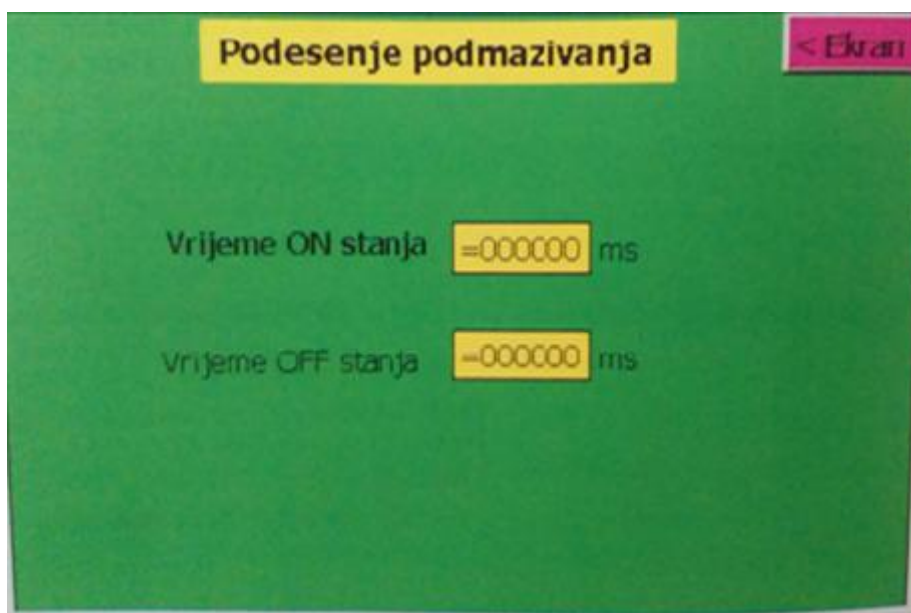 Podesenje podmazivanja
< Ekran
Vrijeme ON stanja =000000 ms
Vrijeme OFF stanja =000000 ms